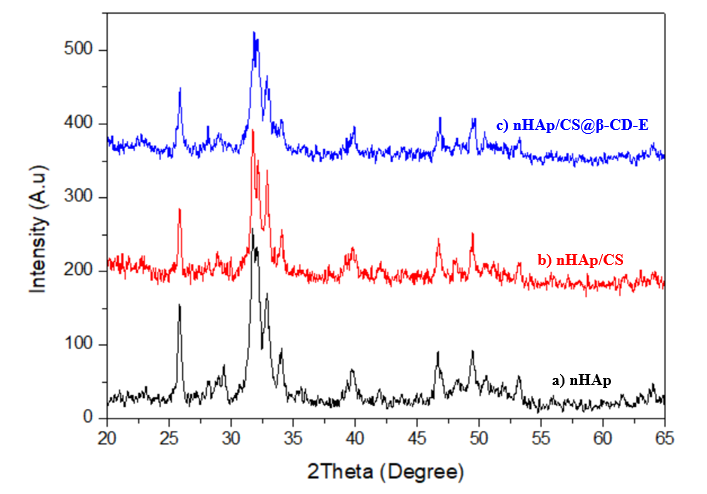 500
400
300
200
100
0
Intensity (A.u)
c) nHAp/CS@β-CD-E
b) nHAp/CS
a) nHAp
20 25 30 35 40 45 50 55 60 65
2Theta (Degree)